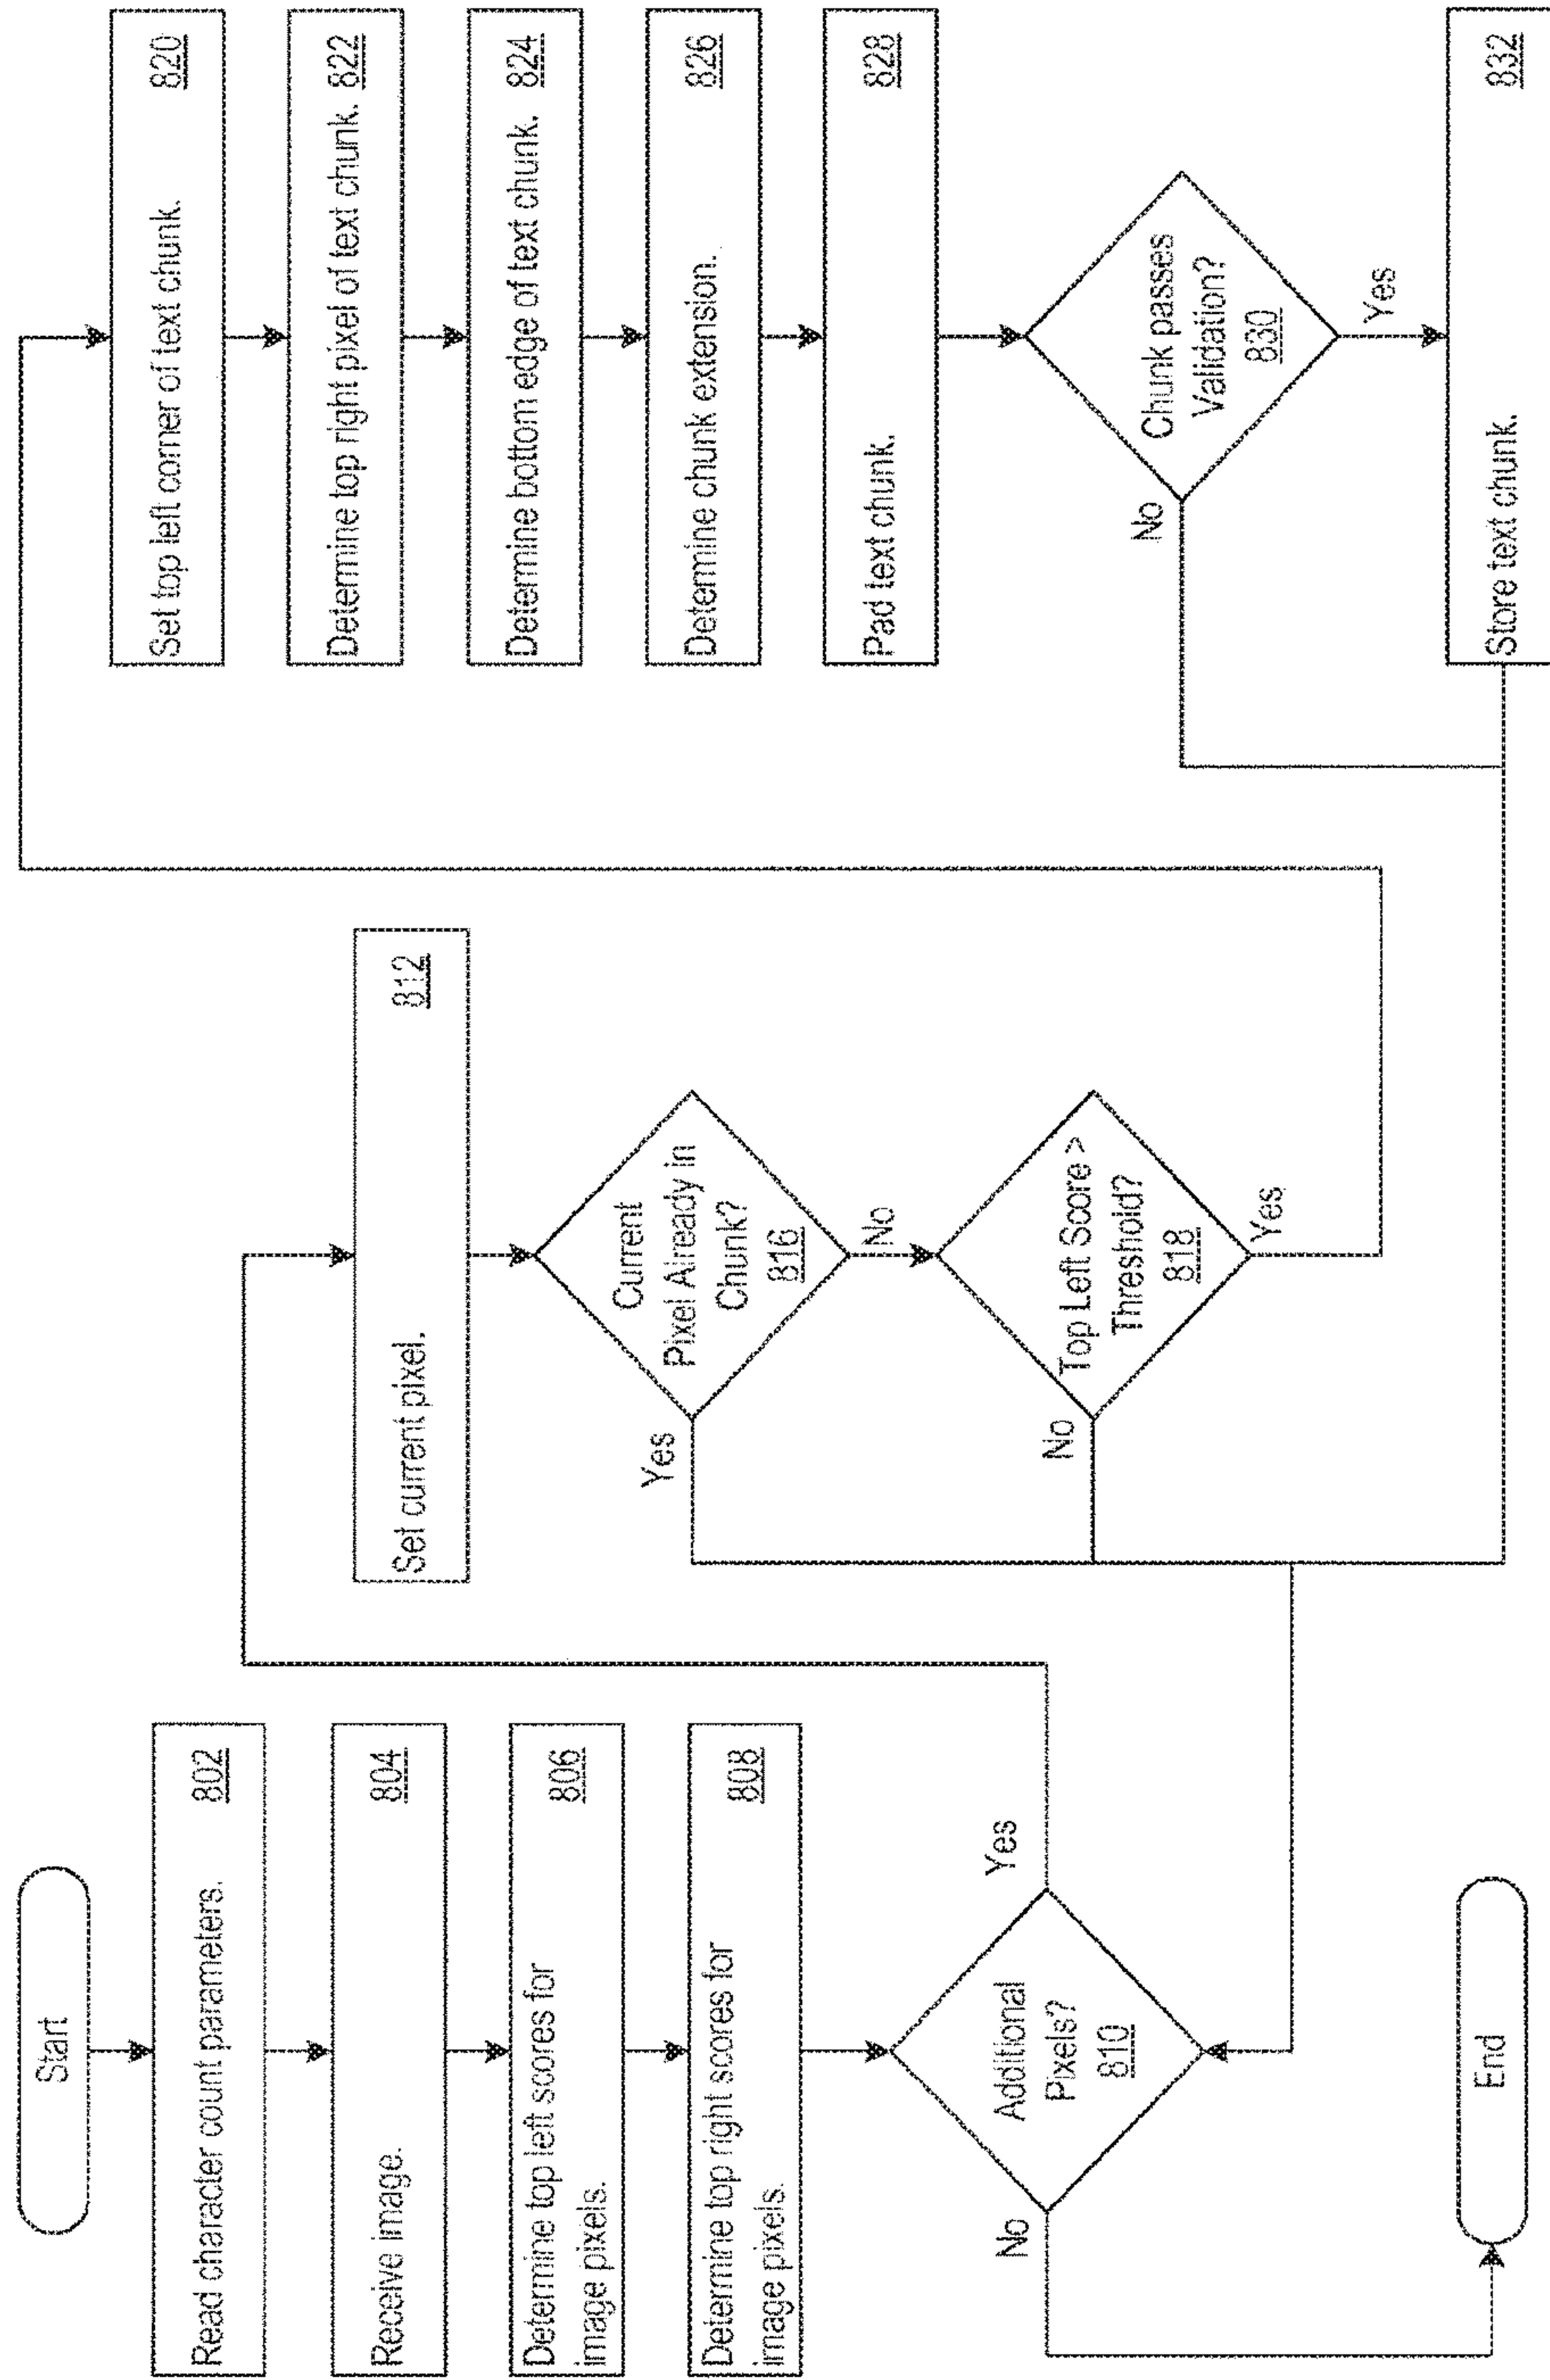 Start
Read character count parameters. 802
Receive image. 804
Determine top left scores for
image pixels. 806
Determine top right scores for
image pixels. 808
Additional
Pixels?
810
Yes
No
End
Set current pixel. 812
Current
Pixel Already in
Chunk?
816
Yes
No
Top Left Score >
Threshold?
818
No
Yes
Set top left corner of text chunk. 820
Determine top right pixel of text chunk. 822
Determine bottom edge of text chunk. 824
Determine chunk extension. 826
Pad text chunk. 828
Chunk passes
Validation?
830
No
Yes
Store text chunk. 832